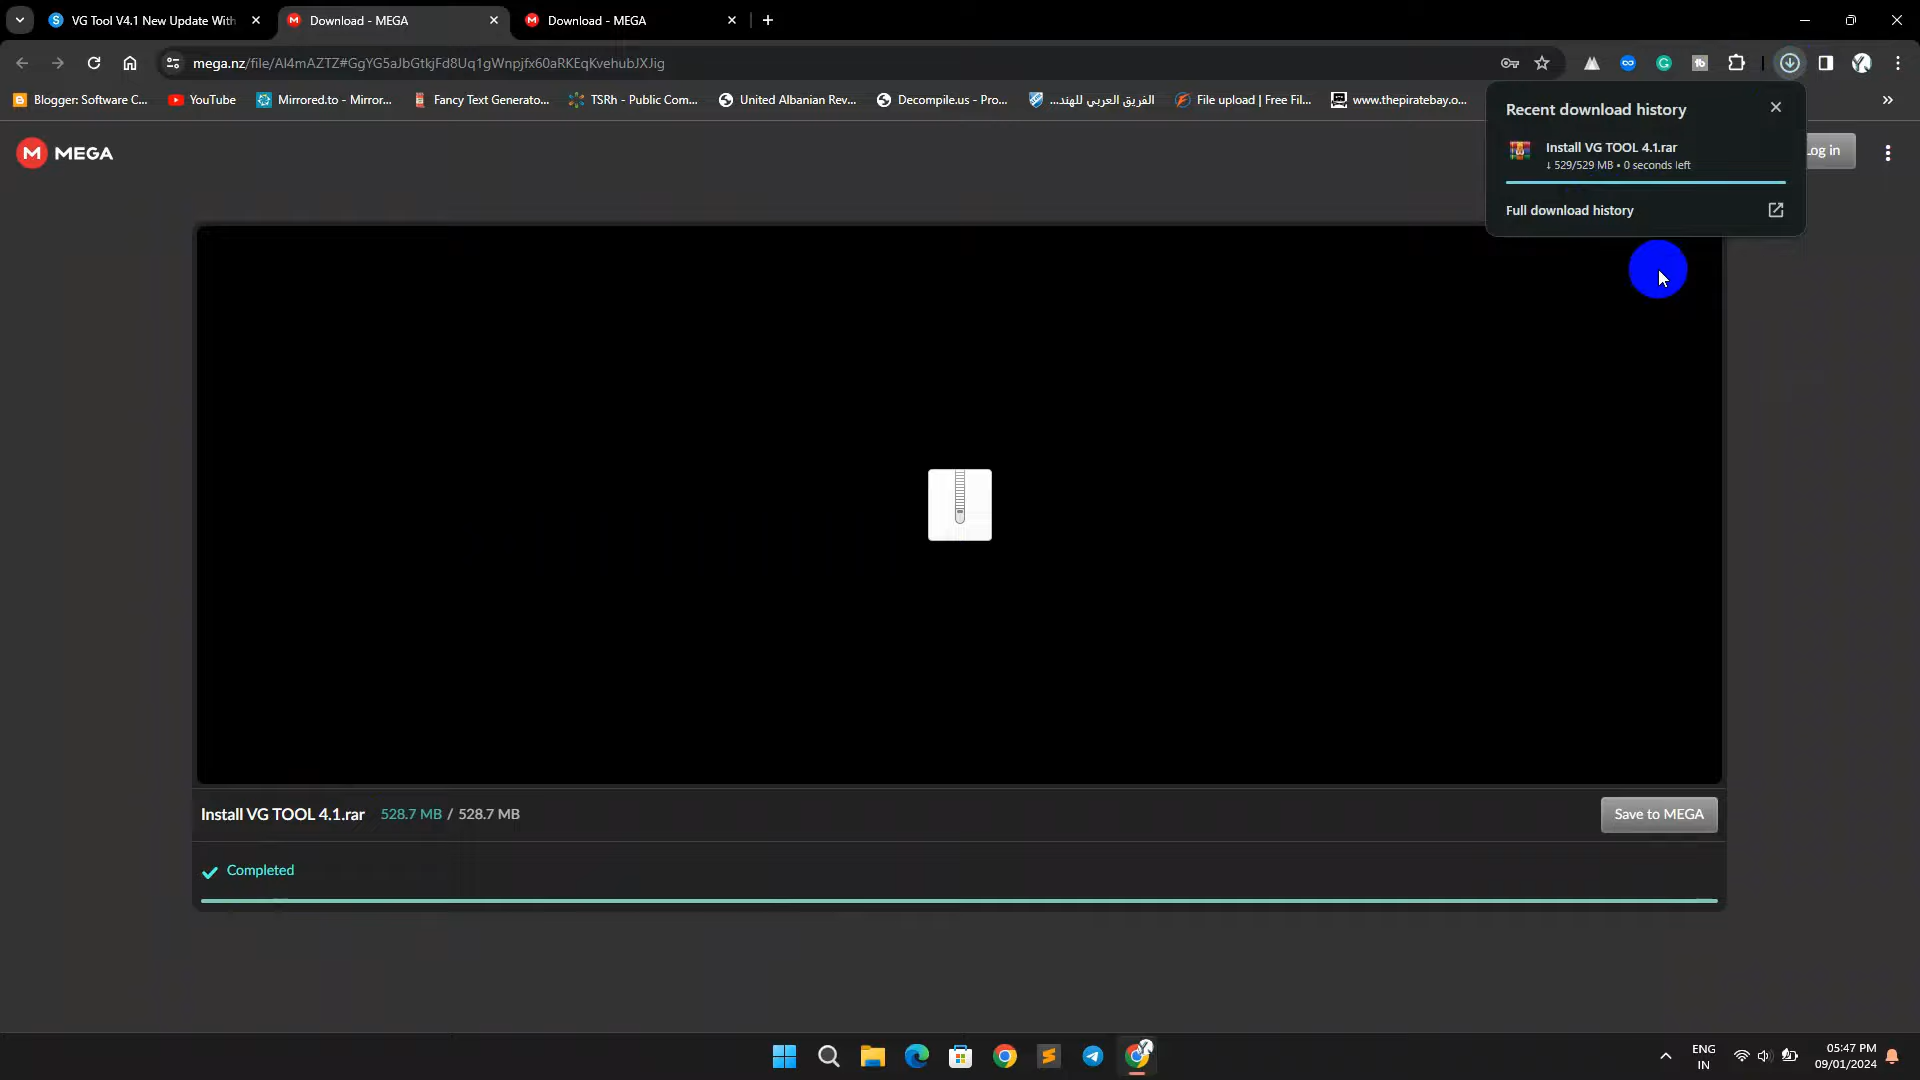 VG Tool V4.1 New Update With
Download - MEGA
Download - MEGA
mega.nz/file/AI4mAZTZ#GgYG5aJbGtkjFd8Uq1gWnpjfx60aRKEqKvehubJXJig
Blogger: Software C...
YouTube
Mirrored.to - Mirror...
Fancy Text Generato...
TSRh - Public Com...
United Albanian Rev...
Decompile.us - Pro...
الفريق العربي للهند...
File upload | Free Fil...
www.thepiratebay.o...
Recent download history
Install VG TOOL 4.1.rar
↓ 529/529 MB • 0 seconds left
Full download history
M MEGA
Log in
Install VG TOOL 4.1.rar 528.7 MB / 528.7 MB
Save to MEGA
Completed
ENG
IN
05:47 PM
09/01/2024